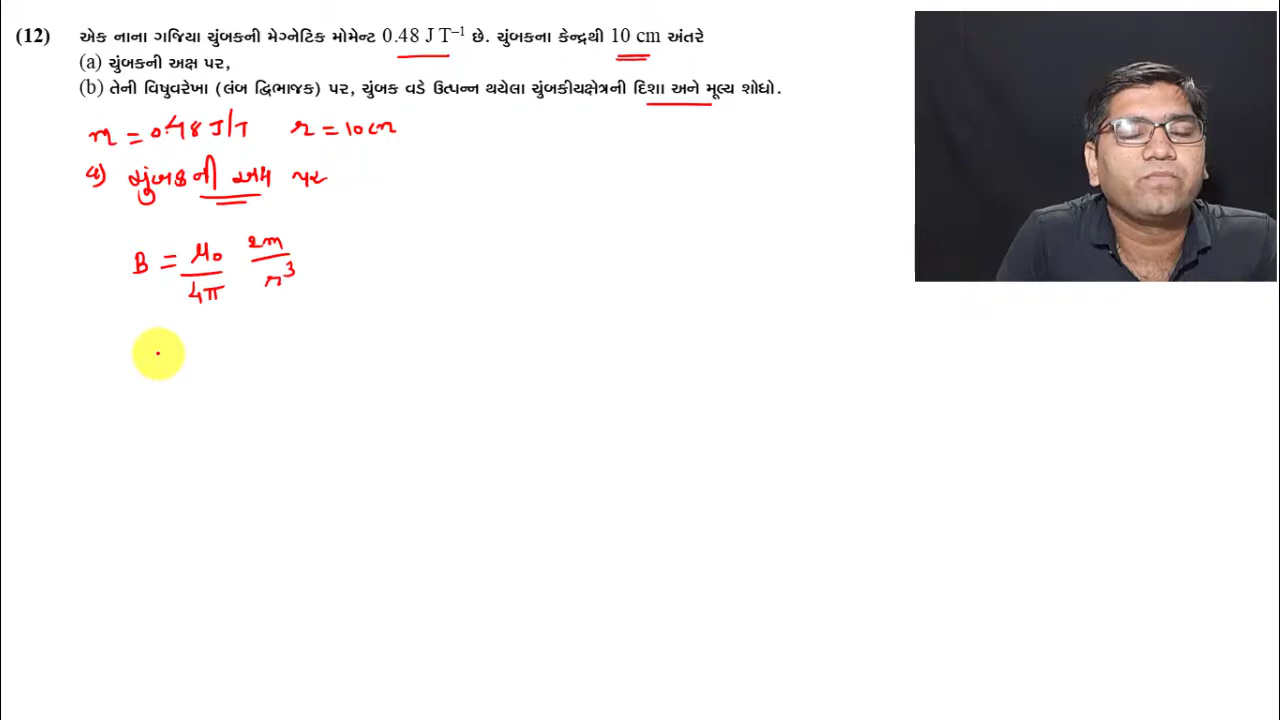 (12) એક નાના ગજિયા ચુંબકની મેગ્નેટિક મોમેન્ટ 0.48 J T⁻¹ છે. ચુંબકના કેન્દ્રથી 10 cm અંતરે
(a) ચુંબકની અક્ષ પર,
(b) તેની વિષુવરેખા (લંબ દ્વિભાજક) પર, ચુંબક વડે ઉત્પન્ન થયેલા ચુંબકીયક્ષેત્રની દિશા અને મૂલ્ય શોધો.
m = 0.48 J/T r = 10 cm
a) ચુંબકની અક્ષ પર
B = μ₀/4π 2m/r³